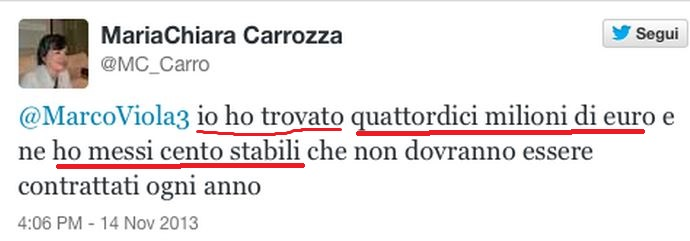 MariaChiara Carrozza
Segui
@MC_Carro
@MarcoViola3 io ho trovato quattordici milioni di euro e
ne ho messi cento stabili che non dovranno essere
contrattati ogni anno
4:06 PM - 14 Nov 2013